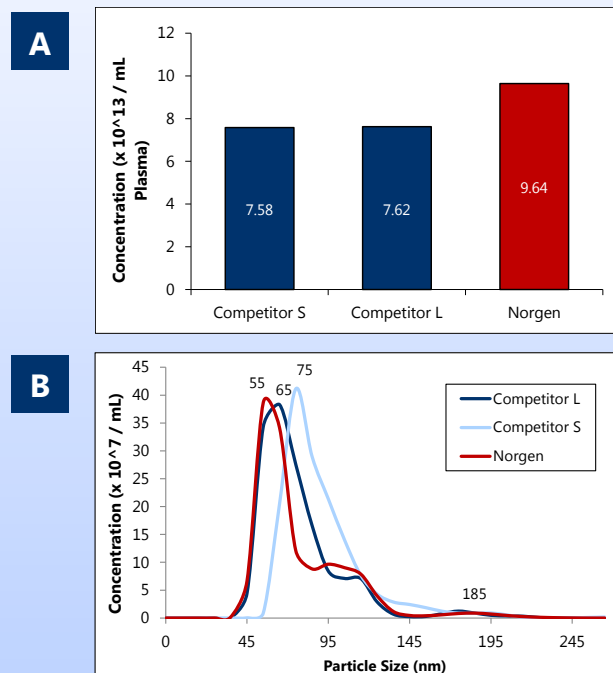 A
Concentration (x 10^13 / mL
Plasma)
12
10
8
6
4
2
0
7.58
7.62
9.64
Competitor S
Competitor L
Norgen
B
Concentration (x 10^7 / mL)
45
40
35
30
25
20
15
10
5
0
55
65
75
185
Competitor L
Competitor S
Norgen
0
45
95
145
195
245
Particle Size (nm)